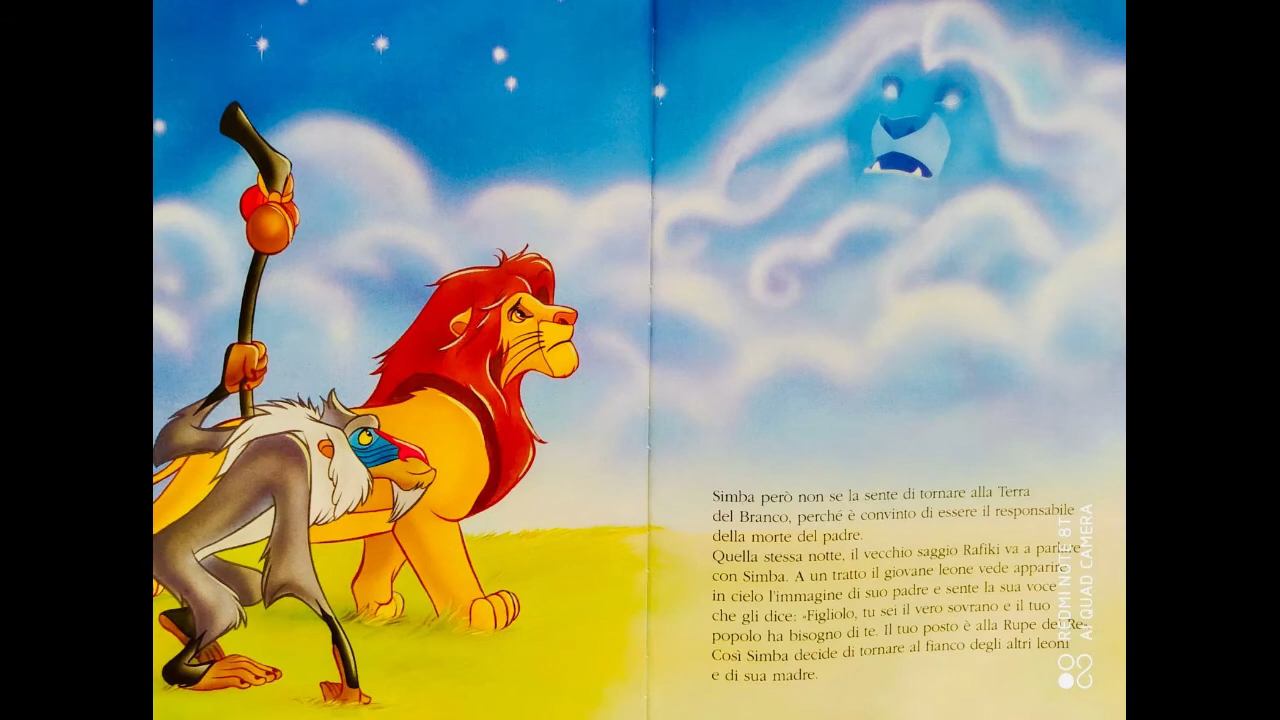 Simba però non se la sente di tornare alla Terra
del Branco, perché è convinto di essere il responsabile
della morte del padre.
Quella stessa notte, il vecchio saggio Rafiki va a parlare
con Simba. A un tratto il giovane leone vede apparire
in cielo l'immagine di suo padre e sente la sua voce
che gli dice: «Figliolo, tu sei il vero sovrano e il tuo
popolo ha bisogno di te. Il tuo posto è alla Rupe dei Re
Così Simba decide di tornare al fianco degli altri leoni
e di sua madre.
REDMI NOTE 8T
AI QUAD CAMERA